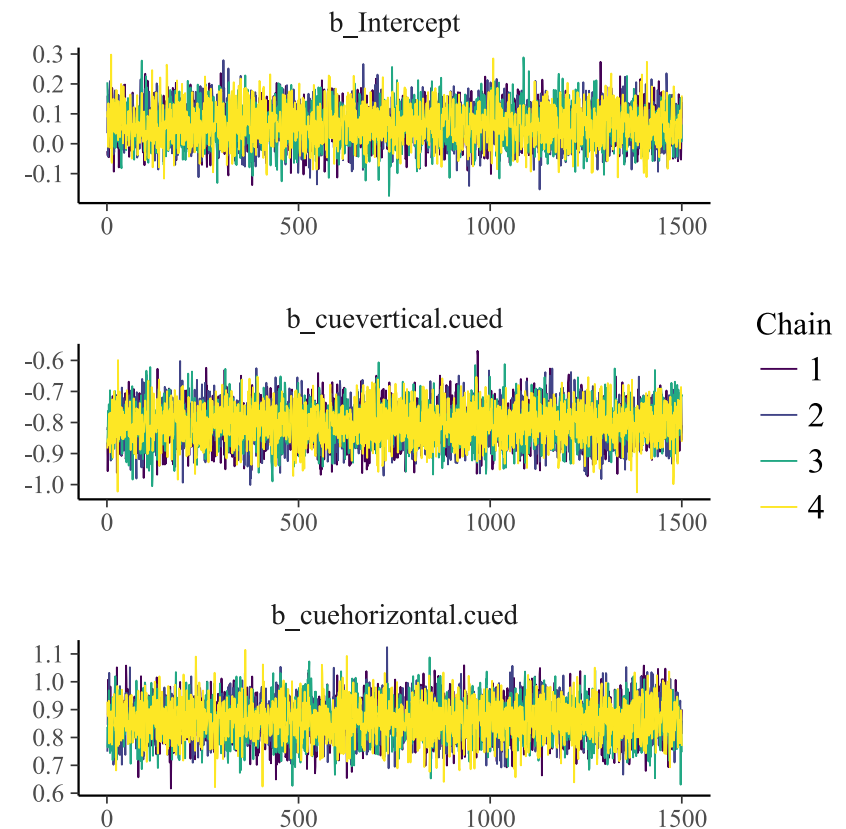 b_Intercept
0.3
0.2
0.1
0.0
-0.1
0 500 1000 1500
b_cuevertical.cued
-0.6
-0.7
-0.8
-0.9
-1.0
0 500 1000 1500
Chain
1
2
3
4
b_cuehorizontal.cued
1.1
1.0
0.9
0.8
0.7
0.6
0 500 1000 1500